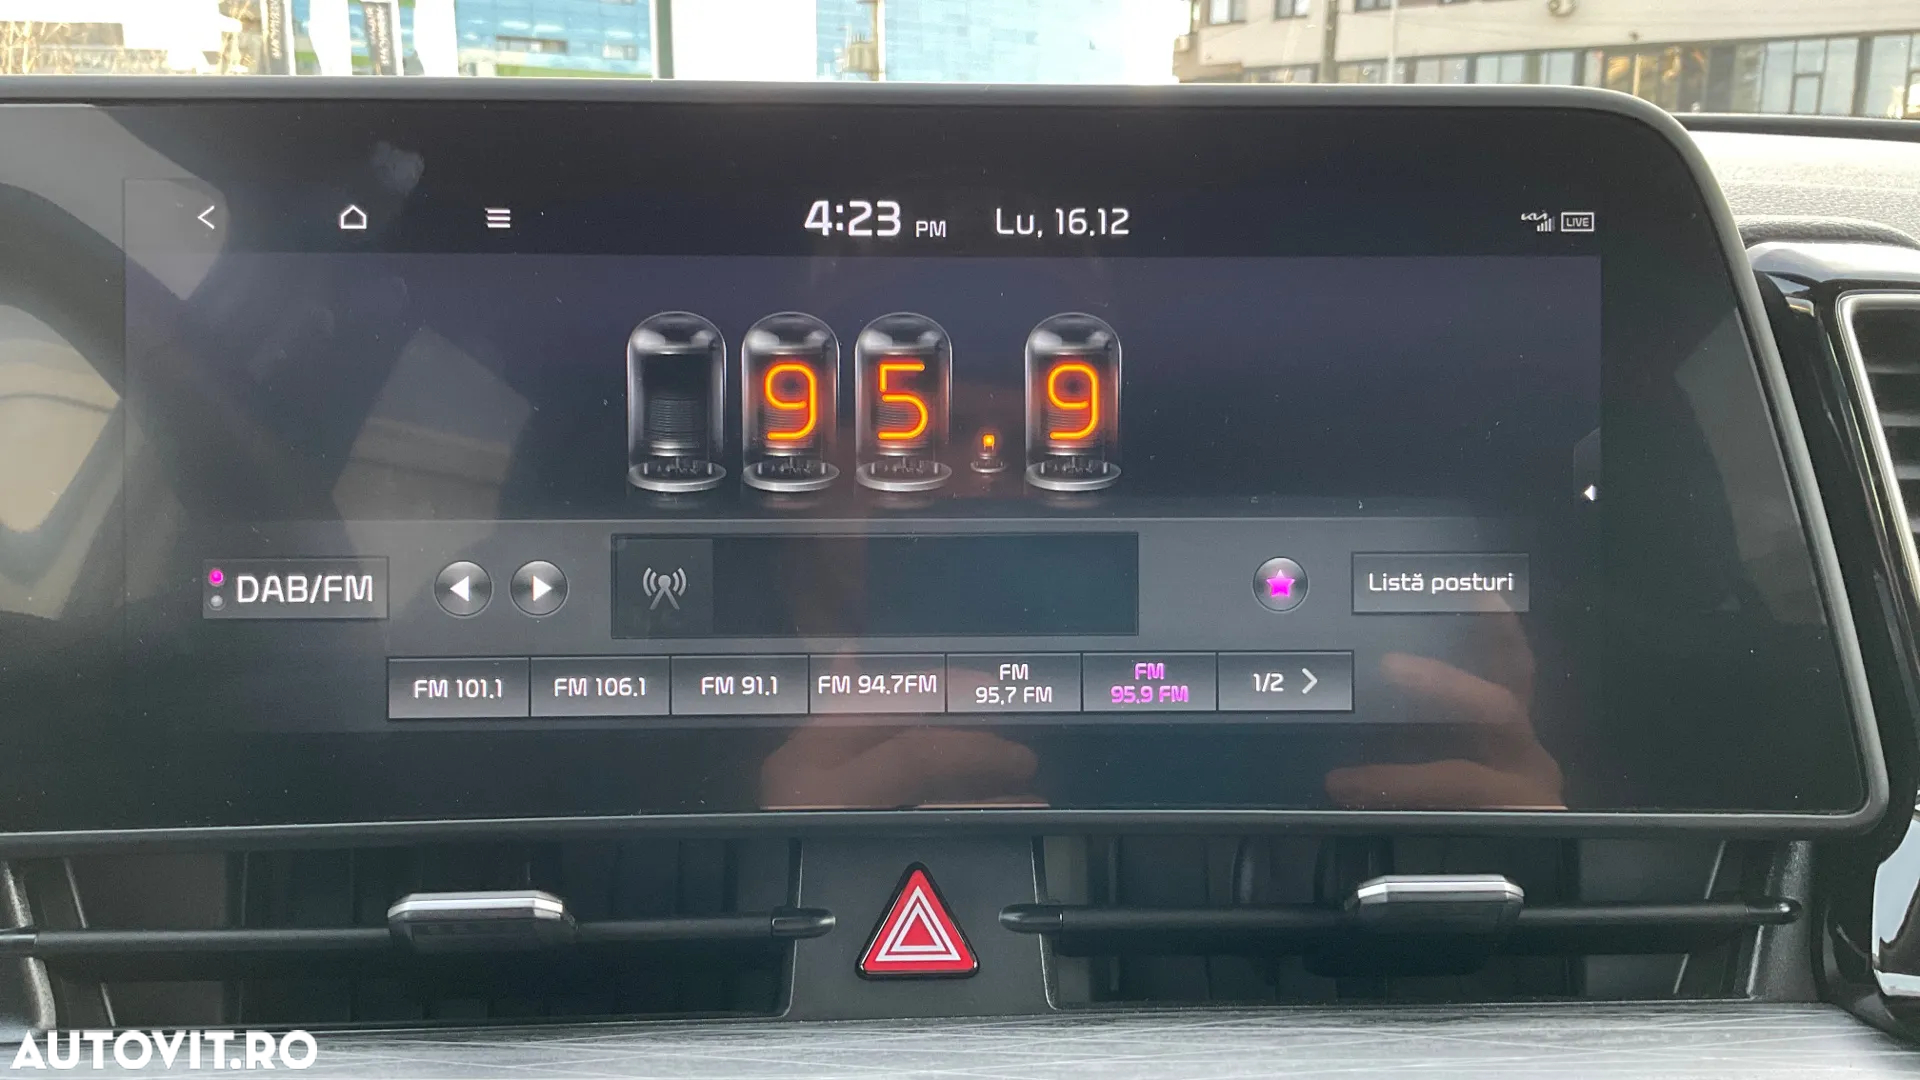 4:23 PM Lu, 16.12
LIVE
95.9
DAB/FM
Listă posturi
FM 101.1
FM 106.1
FM 91.1
FM 94.7FM
FM
95,7 FM
FM
95,9 FM
1/2
AUTOVIT.RO